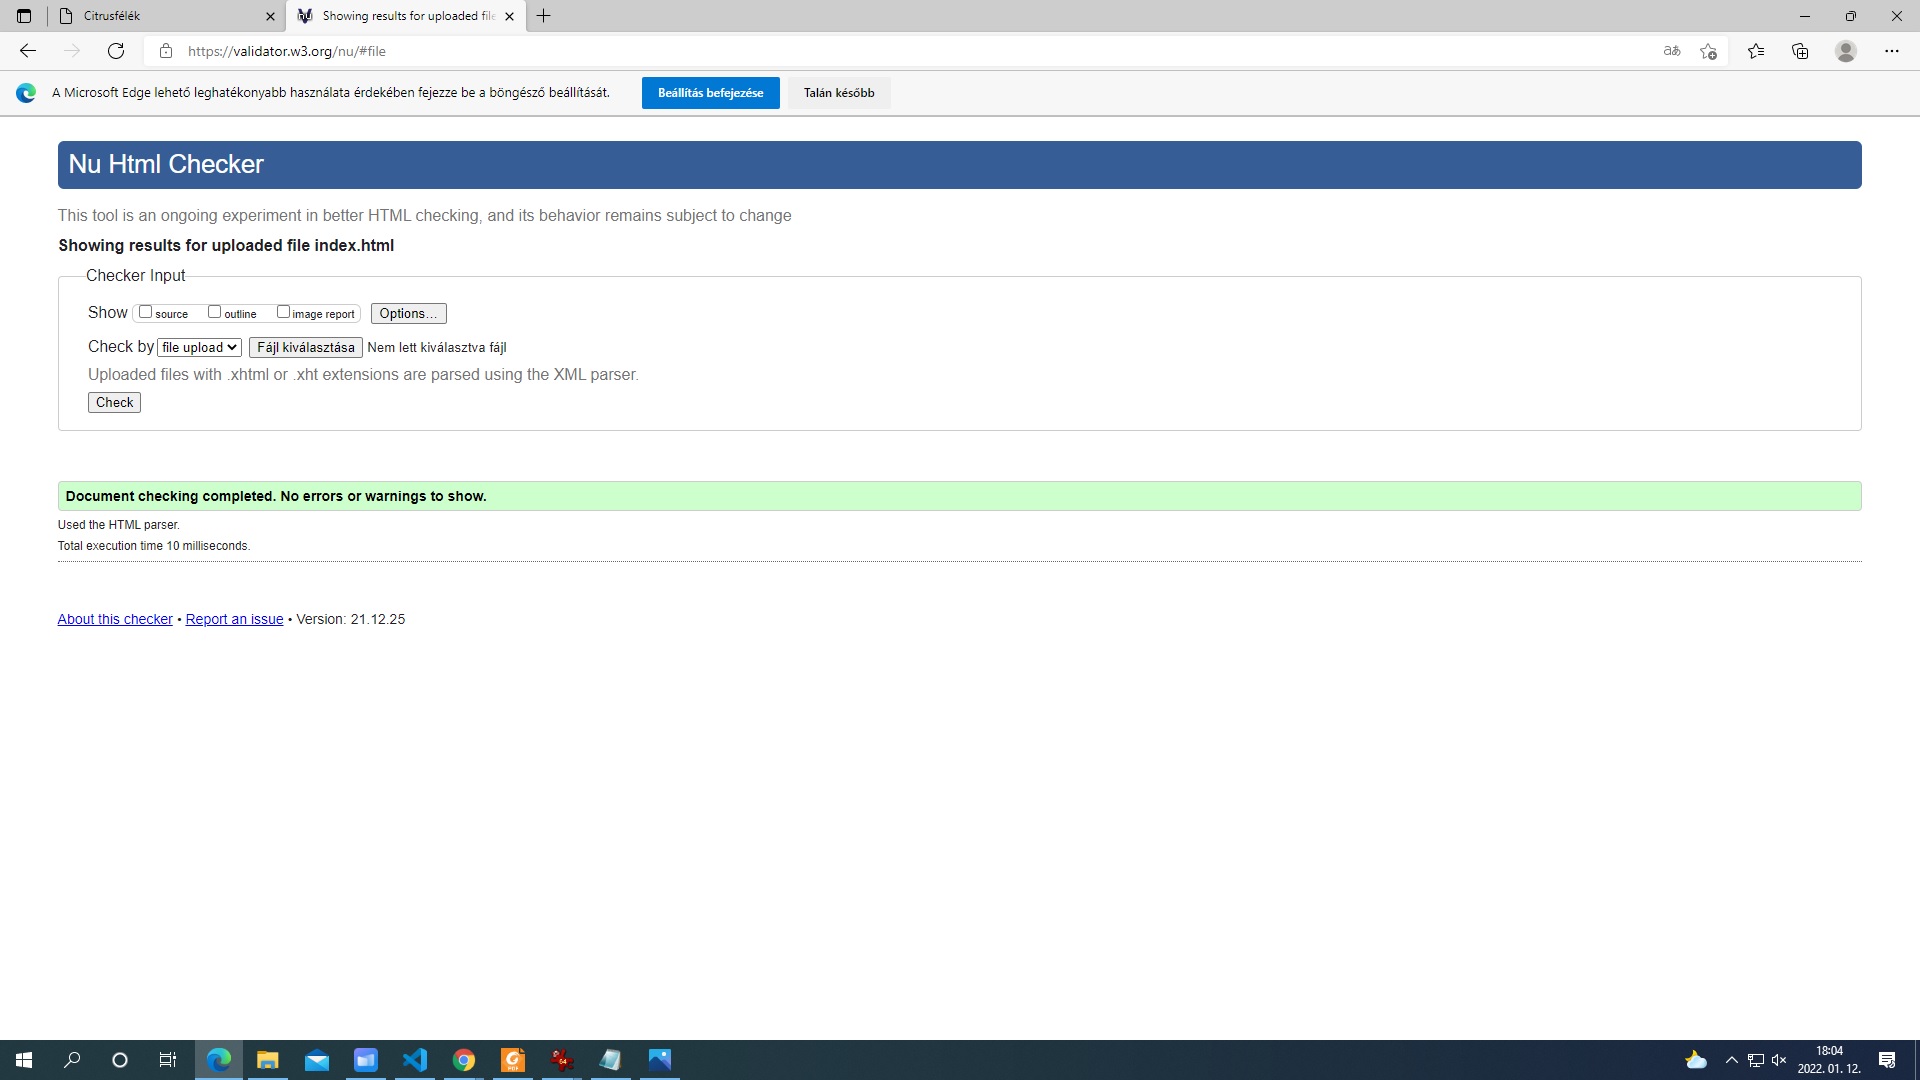 Citrusfélék
Showing results for uploaded file
https://validator.w3.org/nu/#file
A Microsoft Edge lehető leghatékonyabb használata érdekében fejezze be a böngésző beállítását.
Beállítás befejezése
Talán később
Nu Html Checker
This tool is an ongoing experiment in better HTML checking, and its behavior remains subject to change
Showing results for uploaded file index.html
Checker Input
Show source outline image report Options...
Check by file upload Fájl kiválasztása Nem lett kiválasztva fájl
Uploaded files with .xhtml or .xht extensions are parsed using the XML parser.
Check
Document checking completed. No errors or warnings to show.
Used the HTML parser.
Total execution time 10 milliseconds.
About this checker • Report an issue • Version: 21.12.25
18:04
2022. 01. 12.